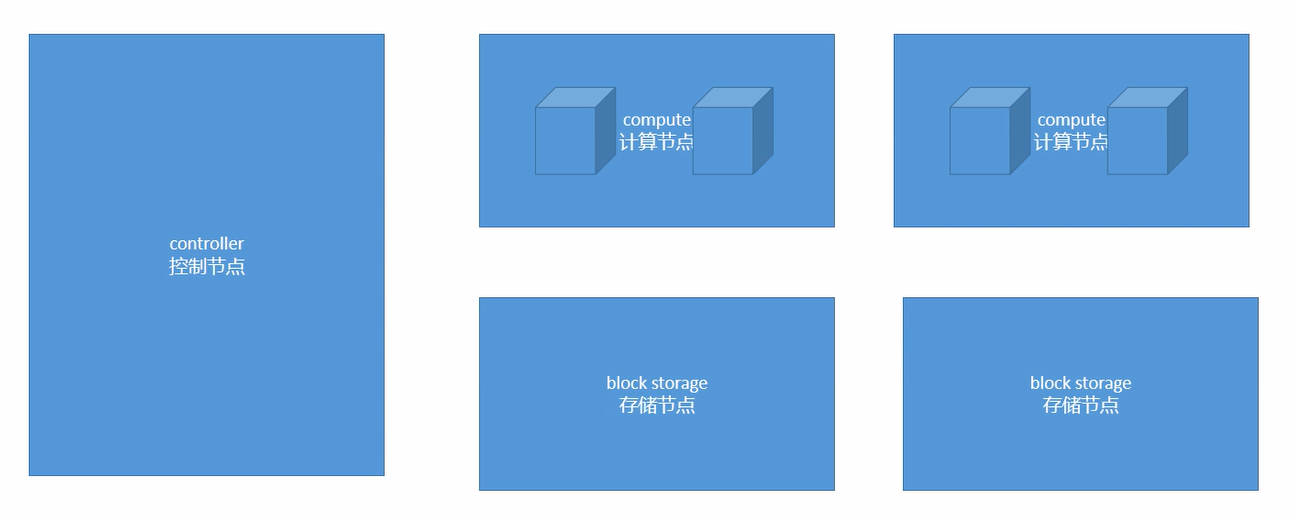 controller
控制节点
compute
计算节点
compute
计算节点
block storage
存储节点
block storage
存储节点